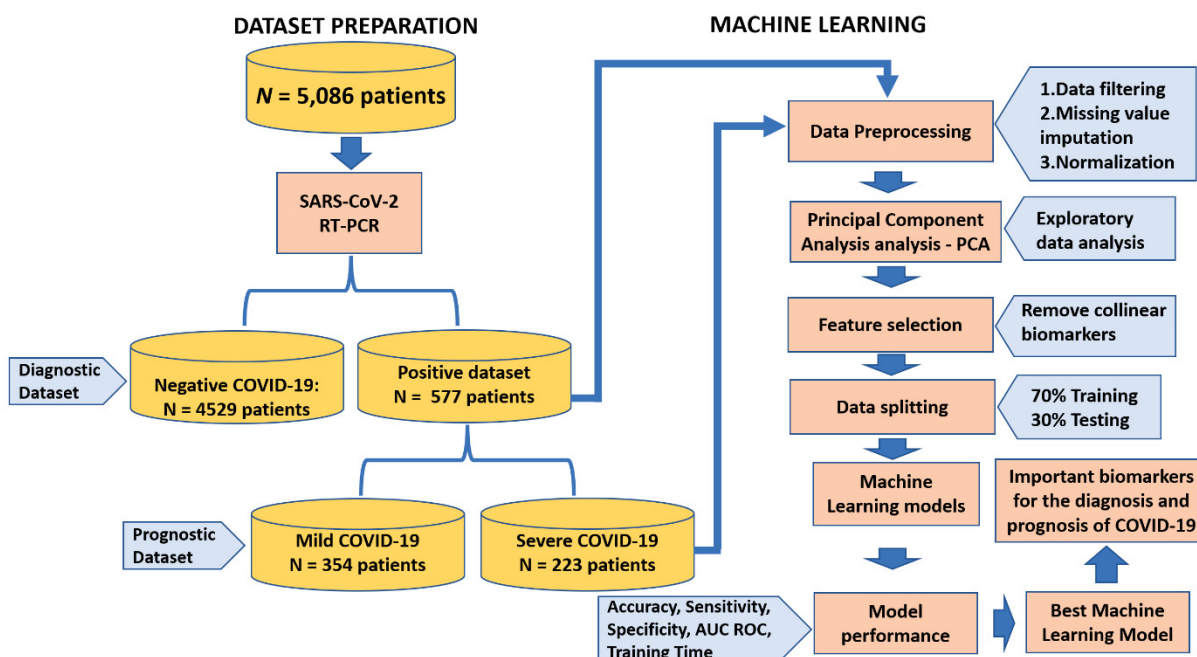 DATASET PREPARATION
N = 5,086 patients
SARS-CoV-2
RT-PCR
Diagnostic
Dataset
Negative COVID-19:
N = 4529 patients
Positive dataset
N = 577 patients
Prognostic
Dataset
Mild COVID-19
N = 354 patients
Severe COVID-19
N = 223 patients
MACHINE LEARNING
Data Preprocessing
1.Data filtering
2.Missing value
imputation
3.Normalization
Principal Component
Analysis analysis - PCA
Exploratory
data analysis
Feature selection
Remove collinear
biomarkers
Data splitting
70% Training
30% Testing
Machine
Learning models
Accuracy, Sensitivity,
Specificity, AUC ROC,
Training Time
Model
performance
Best Machine
Learning Model
Important biomarkers
for the diagnosis and
prognosis of COVID-19